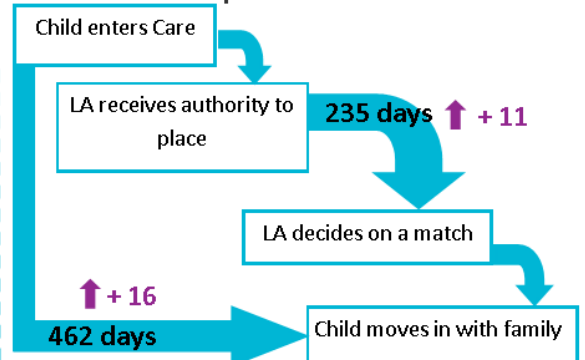 Child enters Care
LA receives authority to
place
235 days
+ 11
LA decides on a match
+ 16
462 days
Child moves in with family